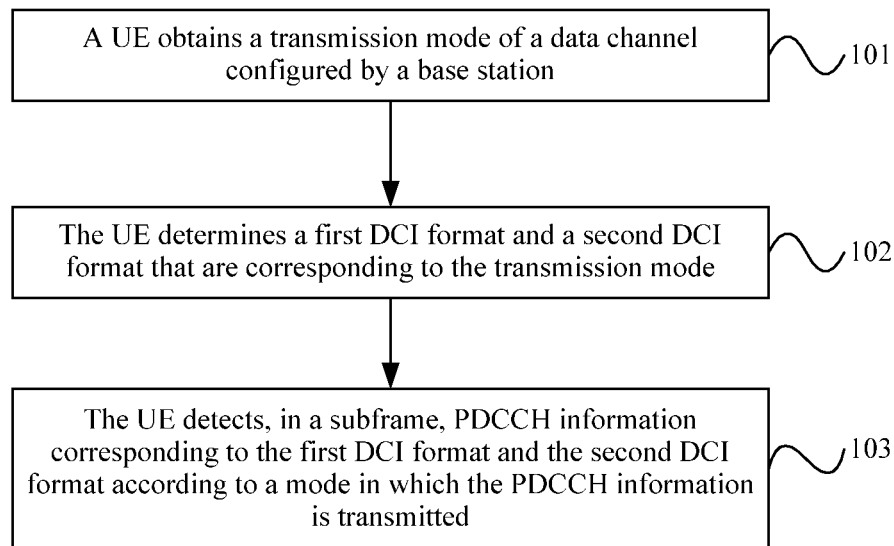 A UE obtains a transmission mode of a data channel
configured by a base station
101
The UE determines a first DCI format and a second DCI
format that are corresponding to the transmission mode
102
The UE detects, in a subframe, PDCCH information
corresponding to the first DCI format and the second DCI
format according to a mode in which the PDCCH information
is transmitted
103